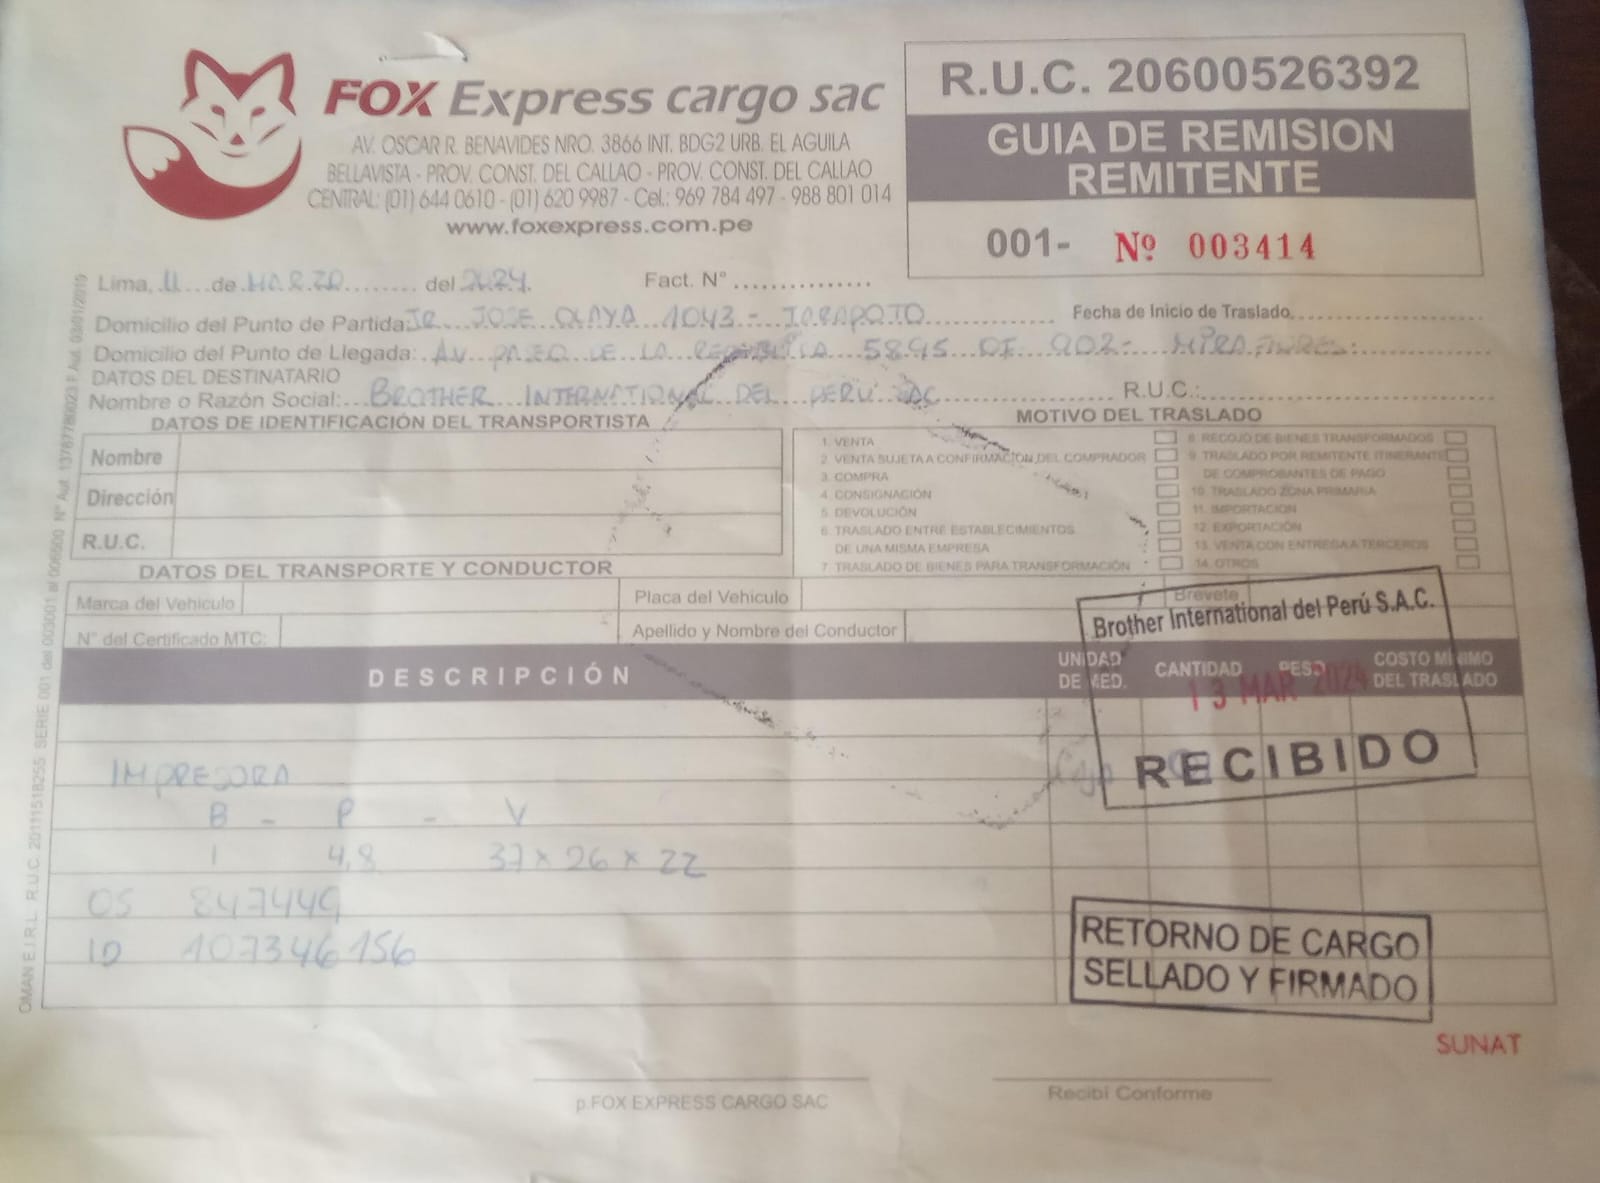 FOX Express cargo sac
AV. OSCAR R. BENAVIDES NRO. 3866 INT. BDG2 URB. EL AGUILA
BELLAVISTA - PROV. CONST. DEL CALLAO - PROV. CONST. DEL CALLAO
CENTRAL: (01) 644 0610 - (01) 620 9987 - Cel.: 969 784 497 - 988 801 014
www.foxexpress.com.pe
R.U.C. 20600526392
GUIA DE REMISION
REMITENTE
001- Nº 003414
Lima, 11 de MARZO del 2024. Fact. N°
Domicilio del Punto de Partida: JR. JOSE OLAYA 1043 - TARAPOTO Fecha de Inicio de Traslado
Domicilio del Punto de Llegada: AV PASEO DE LA REPUBLICA 5895 OF 902 - MIRAFLORES.
DATOS DEL DESTINATARIO
Nombre o Razón Social: BROTHER INTERNATIONAL DEL PERU SAC R.U.C.:
DATOS DE IDENTIFICACIÓN DEL TRANSPORTISTA
Nombre
Dirección
R.U.C.
MOTIVO DEL TRASLADO
1. VENTA
2. VENTA SUJETA A CONFIRMACIÓN DEL COMPRADOR
3. COMPRA
4. CONSIGNACIÓN
5. DEVOLUCIÓN
6. TRASLADO ENTRE ESTABLECIMIENTOS
DE UNA MISMA EMPRESA
7. TRASLADO DE BIENES PARA TRANSFORMACIÓN
8. RECOJO DE BIENES TRANSFORMADOS
9. TRASLADO POR REMITENTE ITINERANTE
DE COMPROBANTES DE PAGO
10. TRASLADO ZONA PRIMARIA
11. IMPORTACION
12. EXPORTACIÓN
13. VENTA CON ENTREGA A TERCEROS
14. OTROS
DATOS DEL TRANSPORTE Y CONDUCTOR
Marca del Vehiculo Placa del Vehiculo Brevete
N° del Certificado MTC: Apellido y Nombre del Conductor
Brother International del Perú S.A.C.
13 MAR 2024
RECIBIDO
DESCRIPCIÓN UNIDAD DE MED. CANTIDAD PESO COSTO MINIMO DEL TRASLADO
IMPRESORA
B - P - V
1 4,8 37 x 26 x 22
OS 847449
ID 107346156
RETORNO DE CARGO
SELLADO Y FIRMADO
SUNAT
p.FOX EXPRESS CARGO SAC
Recibi Conforme